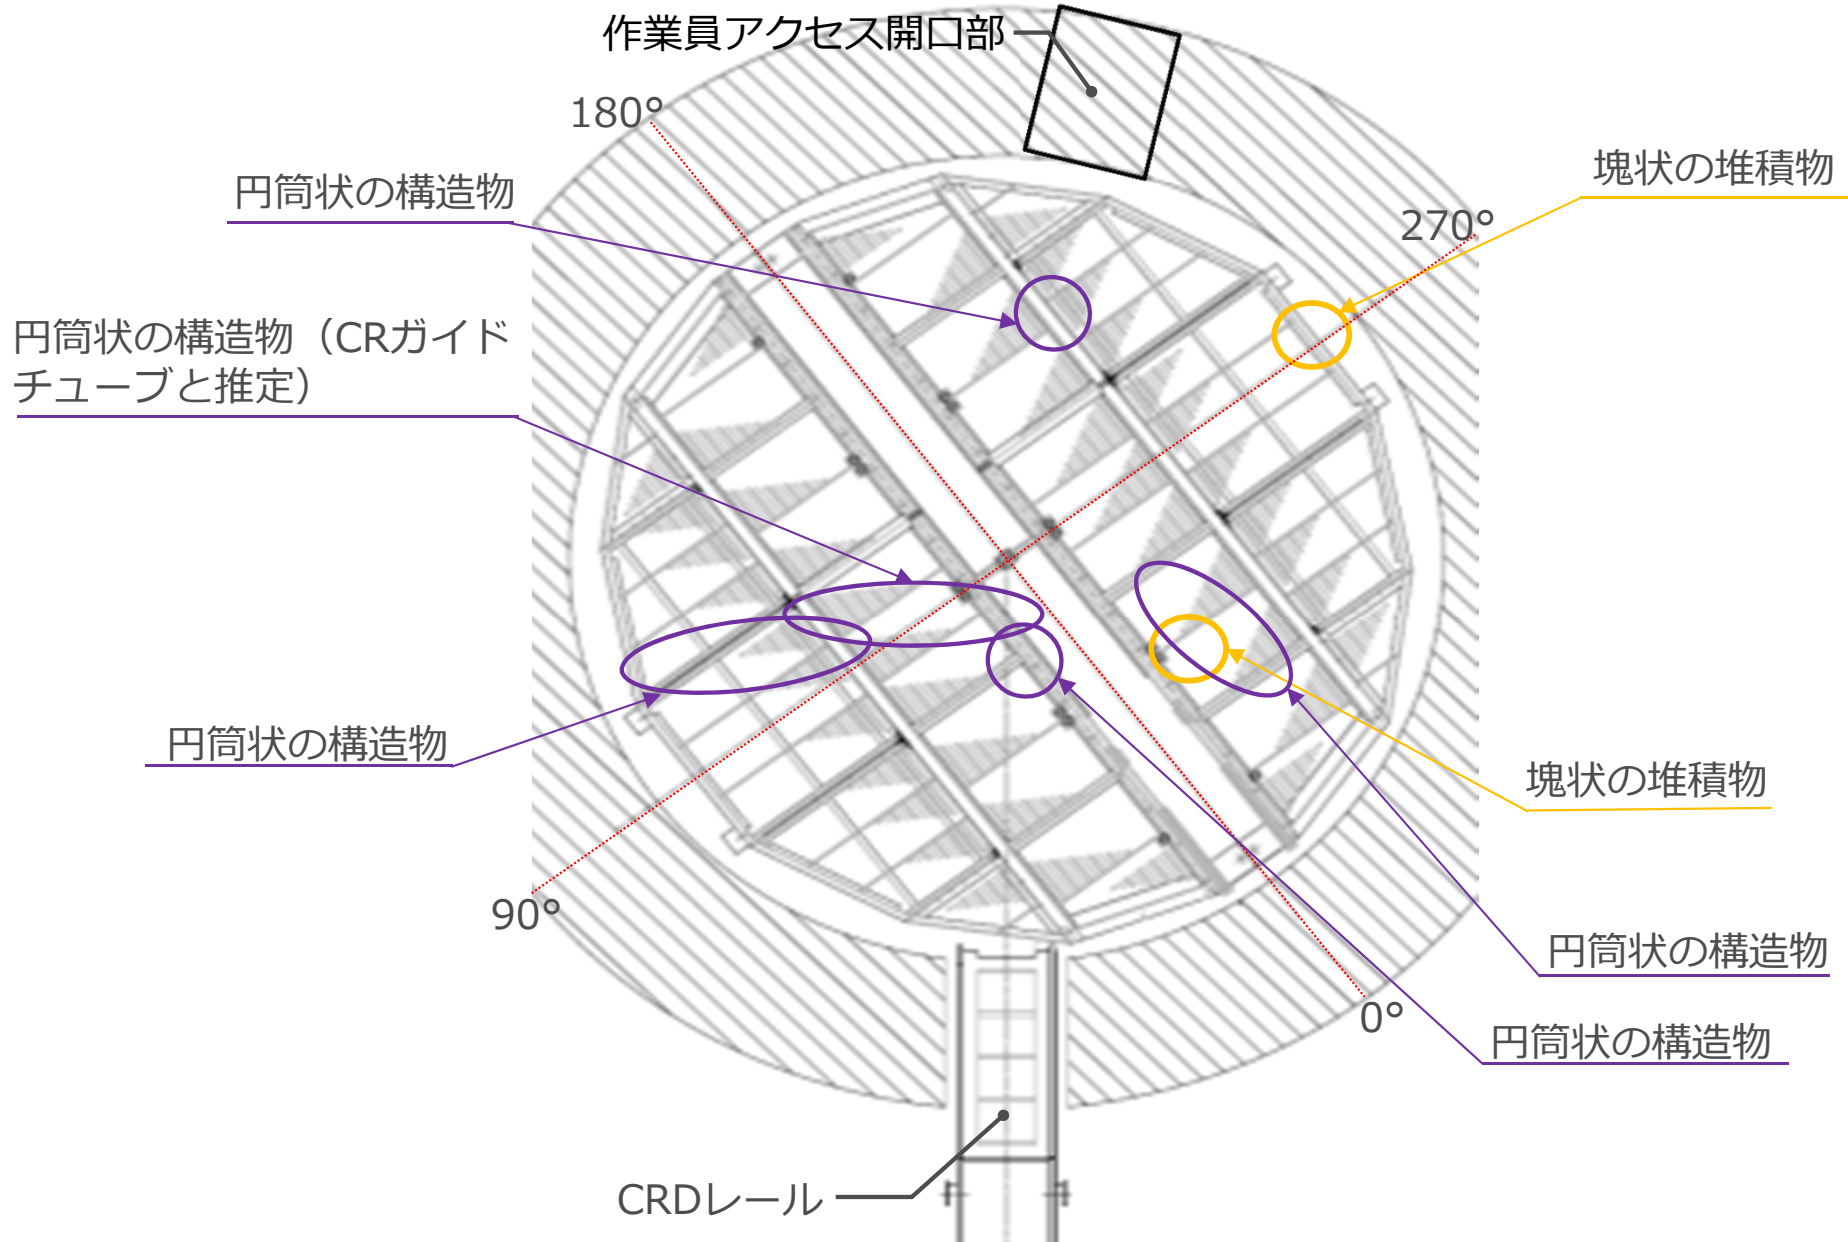 作業員アクセス開口部
180°
塊状の堆積物
円筒状の構造物
270°
円筒状の構造物（CRガイド
チューブと推定）
円筒状の構造物
塊状の堆積物
90°
円筒状の構造物
0°
円筒状の構造物
CRDレール